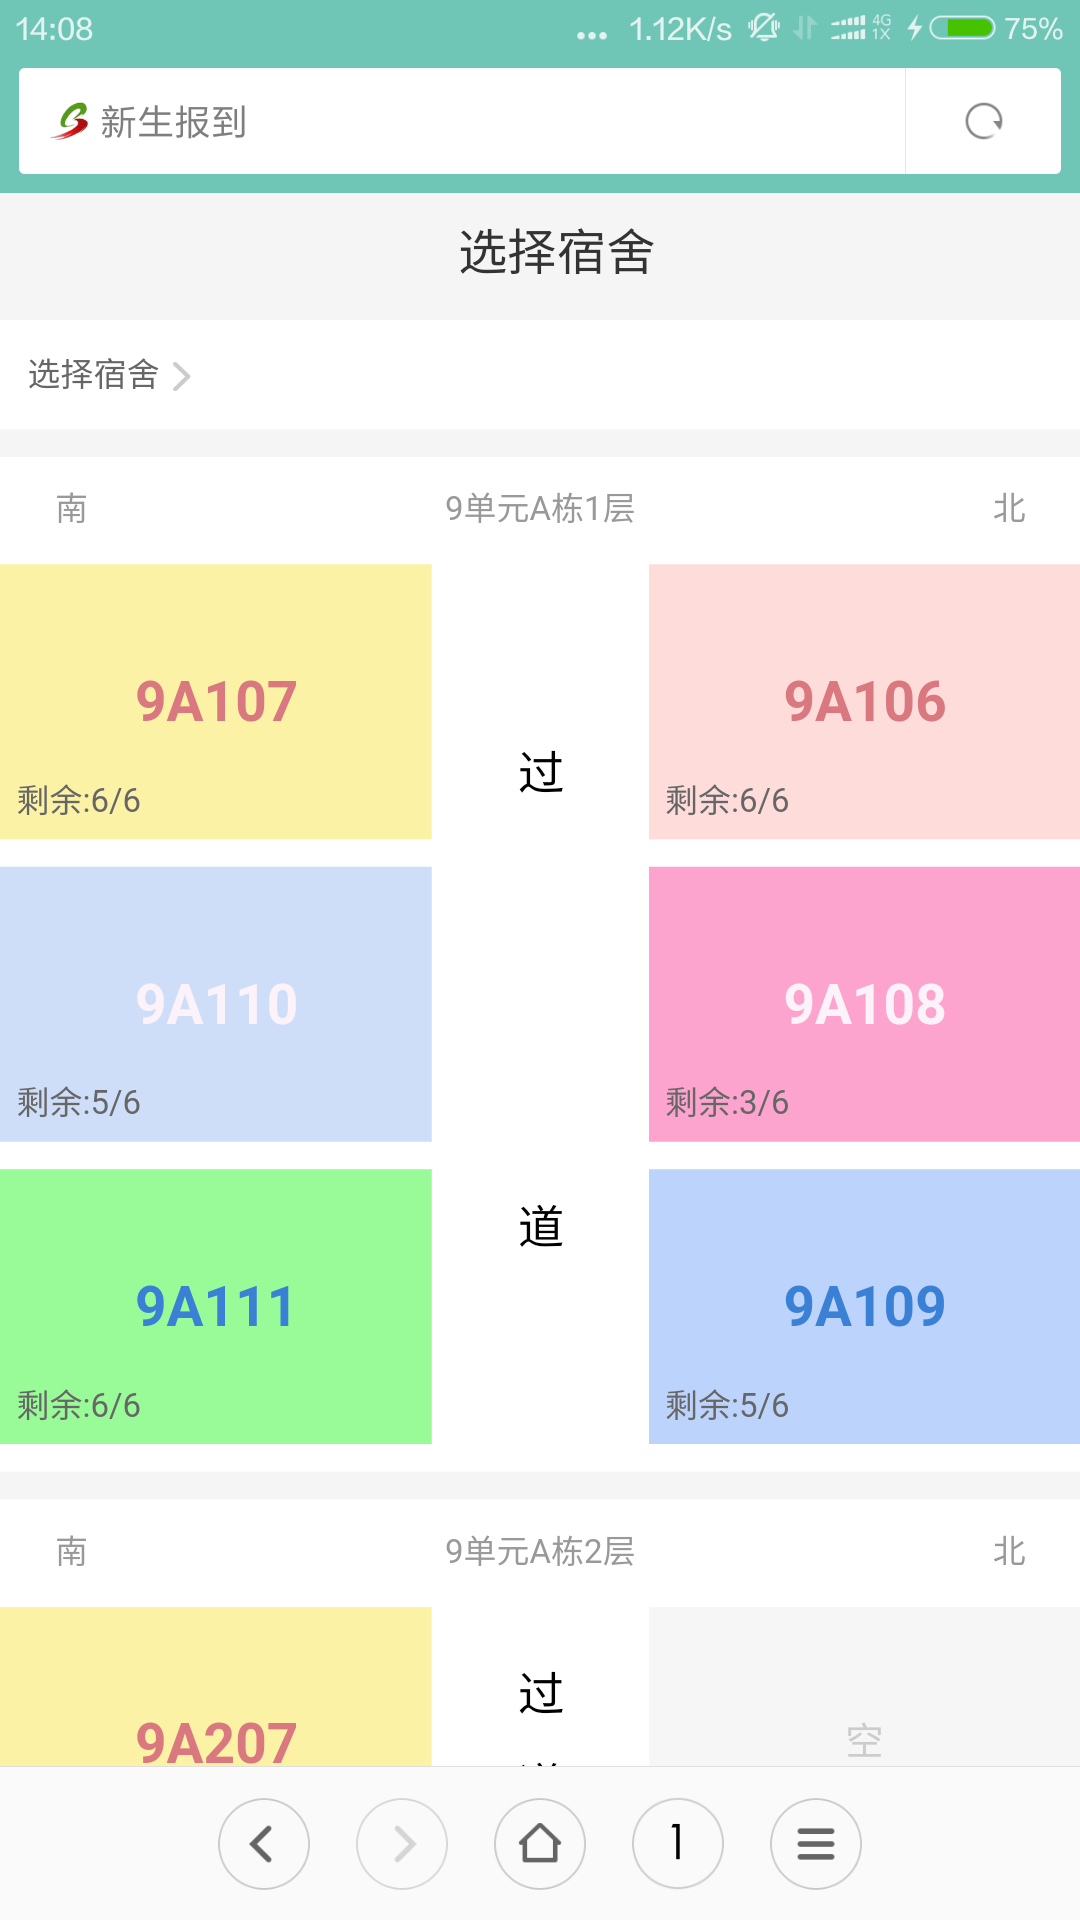 14:08 ... 1.12K/s 4G 1X 75%
新生报到
选择宿舍
选择宿舍
南 9单元A栋1层 北
9A107 9A106
过
剩余:6/6 剩余:6/6
9A110 9A108
剩余:5/6 剩余:3/6
道
9A111 9A109
剩余:6/6 剩余:5/6
南 9单元A栋2层 北
过
9A207 空
1